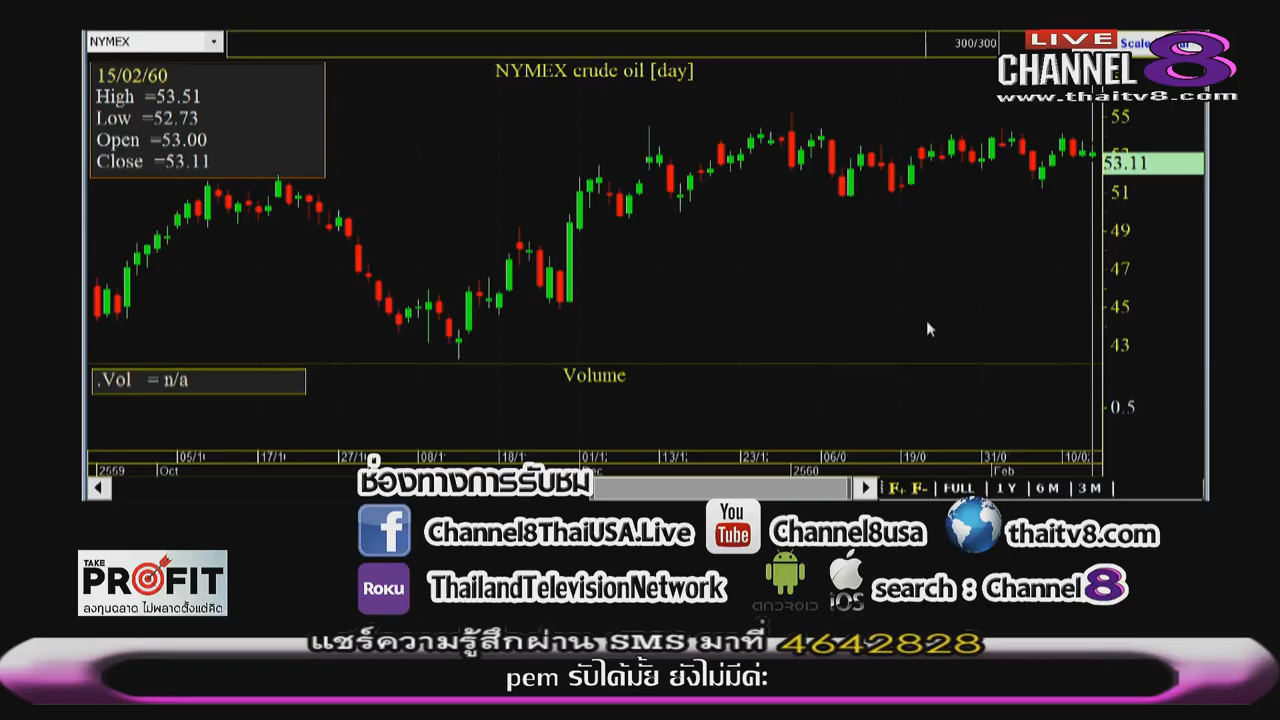 NYMEX
300/300
LIVE
CHANNEL 8
www.thaitv8.com
15/02/60
High =53.51
Low =52.73
Open =53.00
Close =53.11
NYMEX crude oil [day]
55
53.11
51
49
47
45
43
.Vol = n/a
Volume
0.5
05/1 17/1 27/1 08/1 18/1 01/1 13/1 23/1 06/0 19/0 31/0 10/0
2559 Oct 2560 Feb
F+ F- FULL 1 Y 6 M 3 M
ช่องทางการรับชม
f Channel8ThaiUSA.Live You Tube Channel8usa thaitv8.com
ROKU ThailandTelevisionNetwork ANDROID iOS search 8 Channel 8
TAKE
PROFIT
ลงทุนฉลาด ไม่พลาดตั้งแต่คิด
แชร์ความรู้สึกผ่าน SMS มาที่ 4642828
pem รับได้มั้ย ยังไม่มีค่ะ